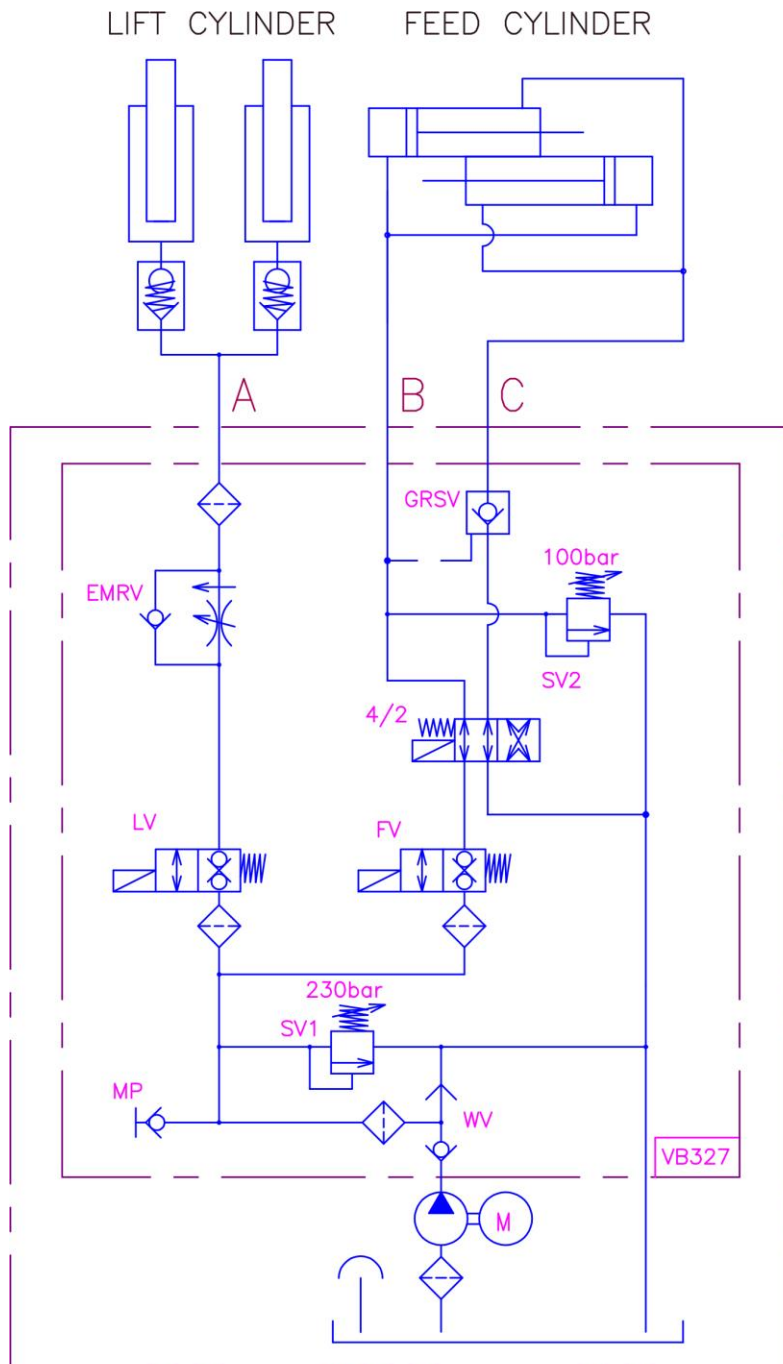 LIFT CYLINDER FEED CYLINDER
A B C
GRSV
100bar
EMRV
SV2
4/2
LV FV
230bar
SV1
MP WV
VB327
M